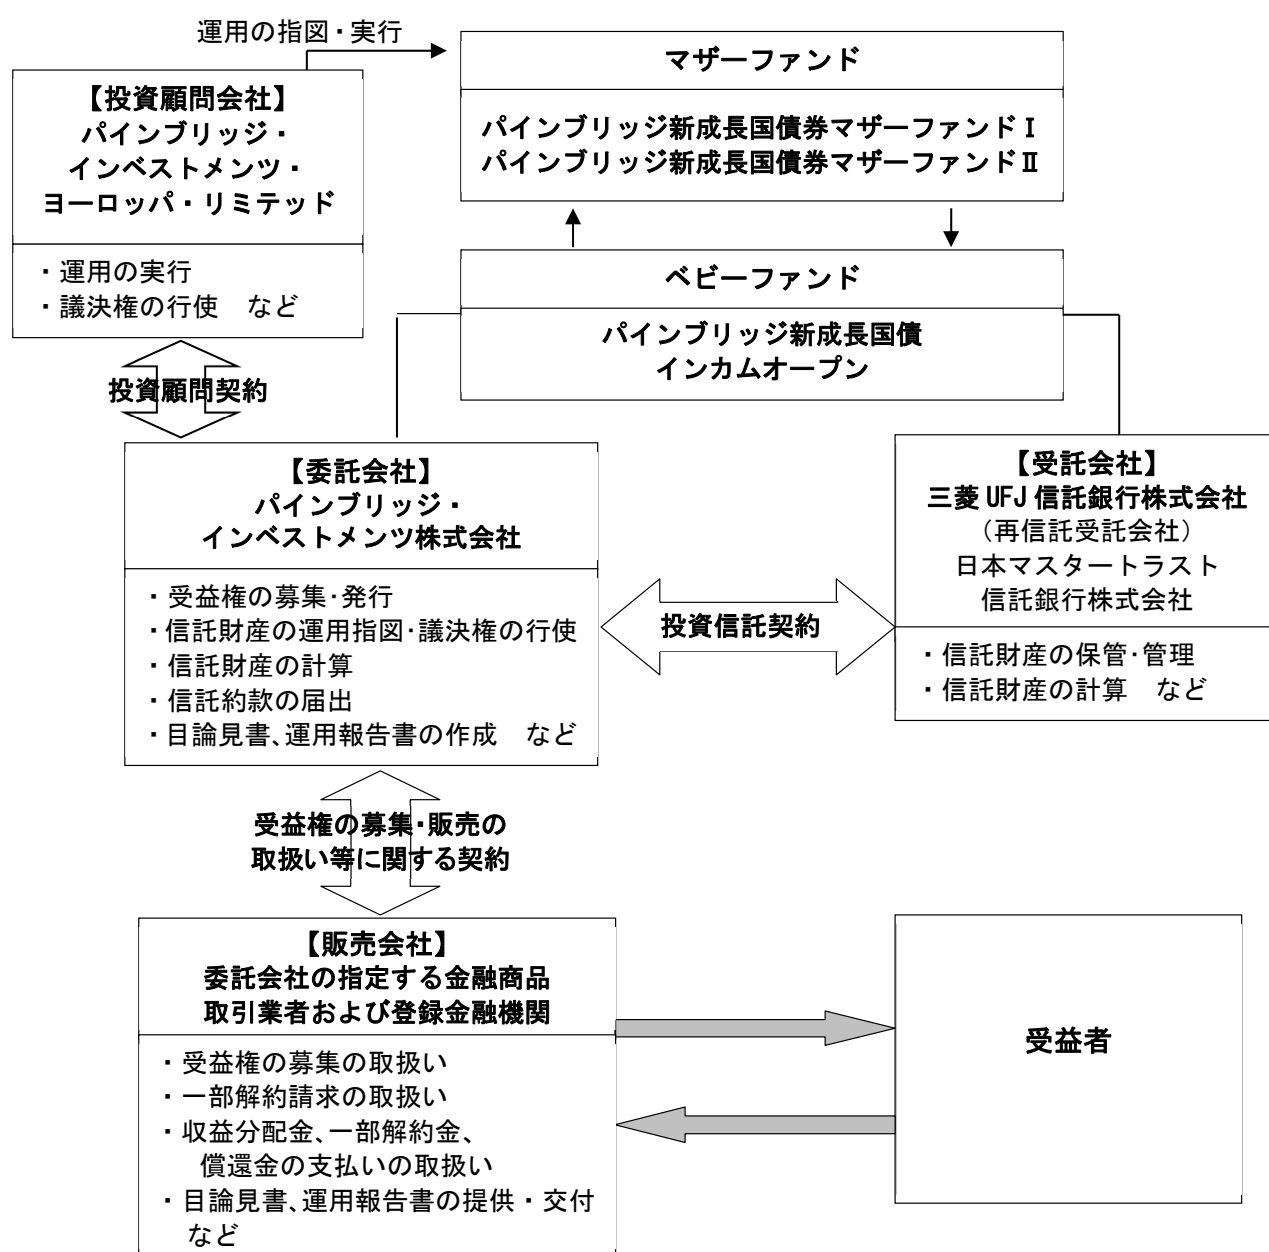 運用の指図・実行
マザーファンド
パインブリッジ新成長国債券マザーファンドⅠ
パインブリッジ新成長国債券マザーファンドⅡ
【投資顧問会社】
パインブリッジ・
インベストメンツ・
ヨーロッパ・リミテッド
・運用の実行
・議決権の行使　など
ベビーファンド
パインブリッジ新成長国債
インカムオープン
投資顧問契約
【委託会社】
パインブリッジ・
インベストメンツ株式会社
・受益権の募集・発行
・信託財産の運用指図・議決権の行使
・信託財産の計算
・信託約款の届出
・目論見書、運用報告書の作成　など
投資信託契約
【受託会社】
三菱 UFJ 信託銀行株式会社
（再信託受託会社）
日本マスタートラスト
信託銀行株式会社
・信託財産の保管・管理
・信託財産の計算　など
受益権の募集・販売の
取扱い等に関する契約
【販売会社】
委託会社の指定する金融商品
取引業者および登録金融機関
・受益権の募集の取扱い
・一部解約請求の取扱い
・収益分配金、一部解約金、
償還金の支払いの取扱い
・目論見書、運用報告書の提供・交付
など
受益者